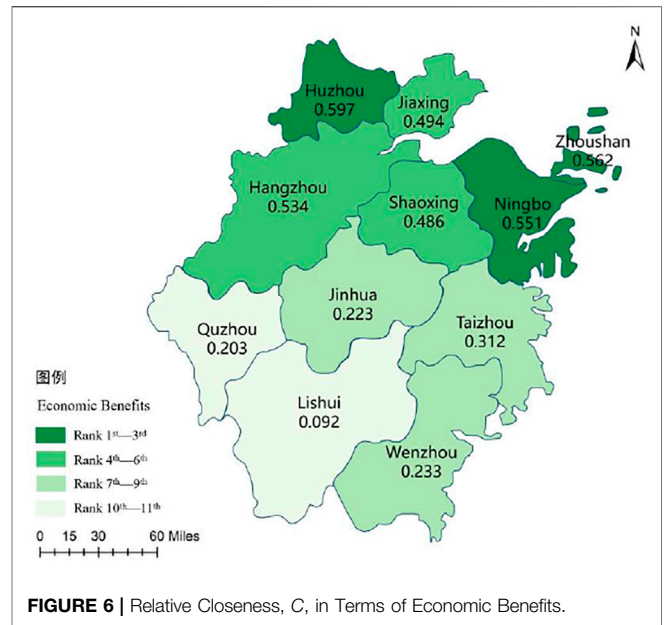 N
Huzhou
0.597
Jiaxing
0.494
Zhoushan
0.562
Hangzhou
0.534
Shaoxing
0.486
Ningbo
0.551
Jinhua
0.223
Quzhou
0.203
Taizhou
0.312
Lishui
0.092
Wenzhou
0.233
图例
Economic Benefits
Rank 1st—3rd
Rank 4th—6th
Rank 7th—9th
Rank 10th—11th
0 15 30 60 Miles
FIGURE 6 | Relative Closeness, C, in Terms of Economic Benefits.